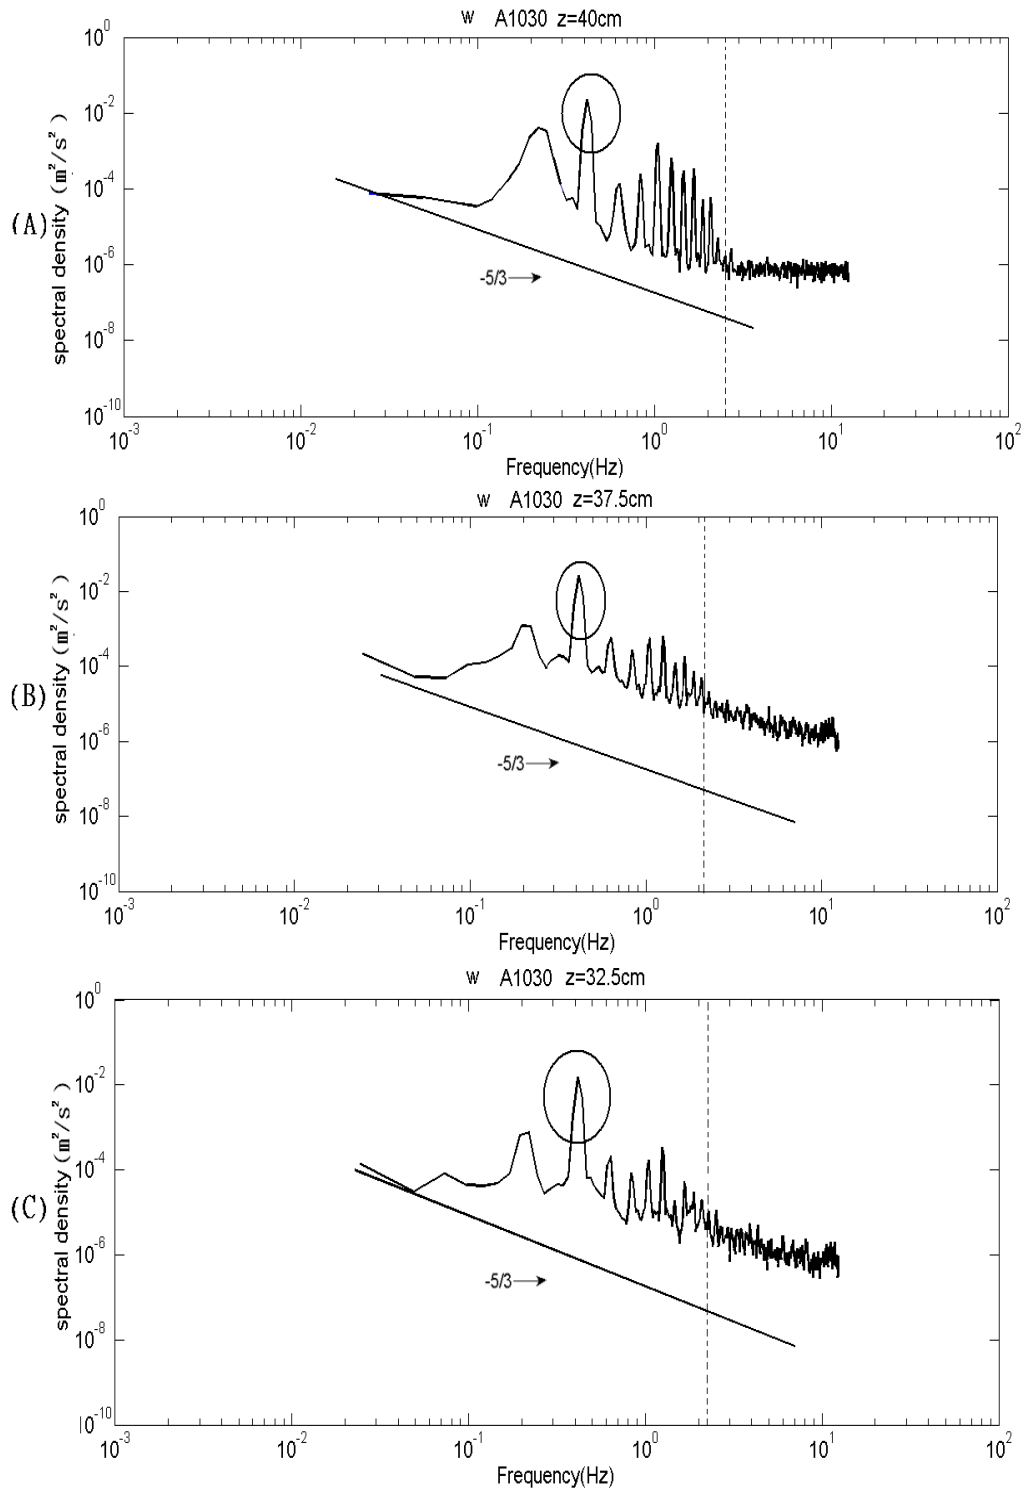 w A1030 z=40cm
10^0
10^-2
10^-4
10^-6
10^-8
10^-10
spectral density (m²/s²)
(A)
-5/3
10^-3 10^-2 10^-1 10^0 10^1 10^2
Frequency(Hz)
w A1030 z=37.5cm
10^0
10^-2
10^-4
10^-6
10^-8
10^-10
spectral density (m²/s²)
(B)
-5/3
10^-3 10^-2 10^-1 10^0 10^1 10^2
Frequency(Hz)
w A1030 z=32.5cm
10^0
10^-2
10^-4
10^-6
10^-8
10^-10
spectral density (m²/s²)
(C)
-5/3
10^-3 10^-2 10^-1 10^0 10^1 10^2
Frequency(Hz)